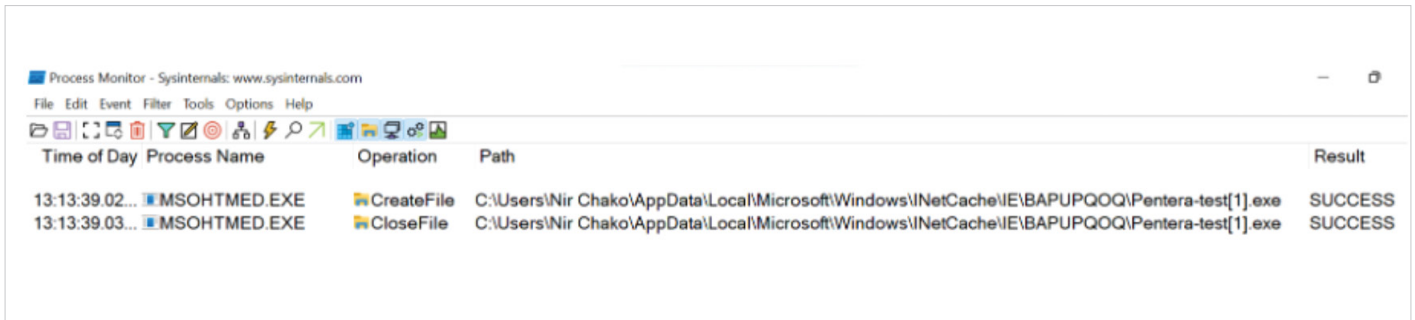 Process Monitor - Sysinternals: www.sysinternals.com
File Edit Event Filter Tools Options Help
Time of Day Process Name Operation Path Result
13:13:39.02... MSOHTMED.EXE CreateFile C:\Users\Nir Chako\AppData\Local\Microsoft\Windows\INetCache\IE\BAPUPQOQ\Pentera-test[1].exe SUCCESS
13:13:39.03... MSOHTMED.EXE CloseFile C:\Users\Nir Chako\AppData\Local\Microsoft\Windows\INetCache\IE\BAPUPQOQ\Pentera-test[1].exe SUCCESS